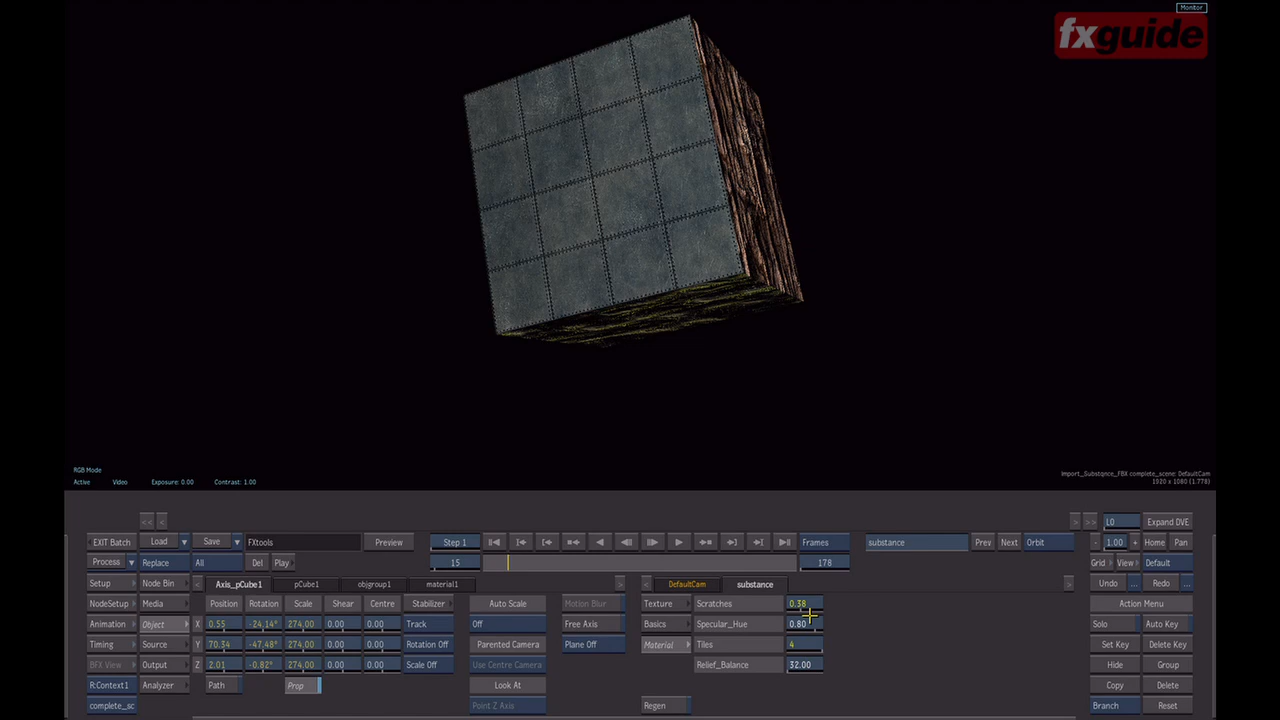 Monitor
fxguide
RGB Mode
Active Video Exposure: 0.00 Contrast: 1.00
Import_Substqnce_FBX complete_scene: DefaultCam
1920 x 1080 (1.778)
<< < > >> L0 Expand DVE
EXIT Batch Load Save FXtools Preview Step 1 Frames substance Prev Next Orbit - 1.00 + Home Pan
Process Replace All Del Play 15 178 Grid View Default
Setup Node Bin < Axis_pCube1 pCube1 objgroup1 material1 > < DefaultCam substance > Undo ... Redo ...
NodeSetup Media Position Rotation Scale Shear Centre Stabilizer Auto Scale Motion Blur Texture Scratches 0.38 Action Menu
Animation Object X 0.55 -24.14° 274.00 0.00 0.00 Track Off Free Axis Basics Specular_Hue 0.80 Solo Auto Key
Timing Source Y 70.34 -47.48° 274.00 0.00 0.00 Rotation Off Parented Camera Plane Off Material Tiles 4 Set Key Delete Key
BFX View Output Z 2.01 -0.82° 274.00 0.00 0.00 Scale Off Use Centre Camera Relief_Balance 32.00 Hide Group
R:Context1 Analyzer Path Prop Look At Copy Delete
complete_sc Point Z Axis Regen Branch Reset